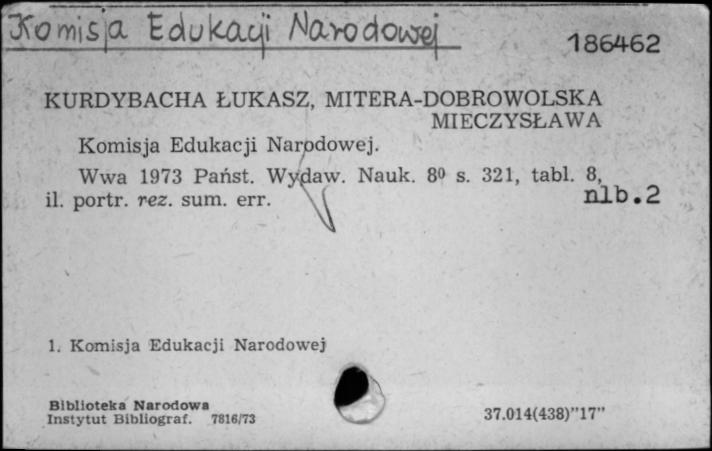 Komisja Edukacji Narodowej
186462
KURDYBACHA ŁUKASZ, MITERA-DOBROWOLSKA
MIECZYSŁAWA
Komisja Edukacji Narodowej.
Wwa 1973 Państ. Wydaw. Nauk. 8⁰ s. 321, tabl. 8,
il. portr. rez. sum. err. nlb.2
1. Komisja Edukacji Narodowej
Biblioteka Narodowa
Instytut Bibliograf. 7816/73
37.014(438)"17"